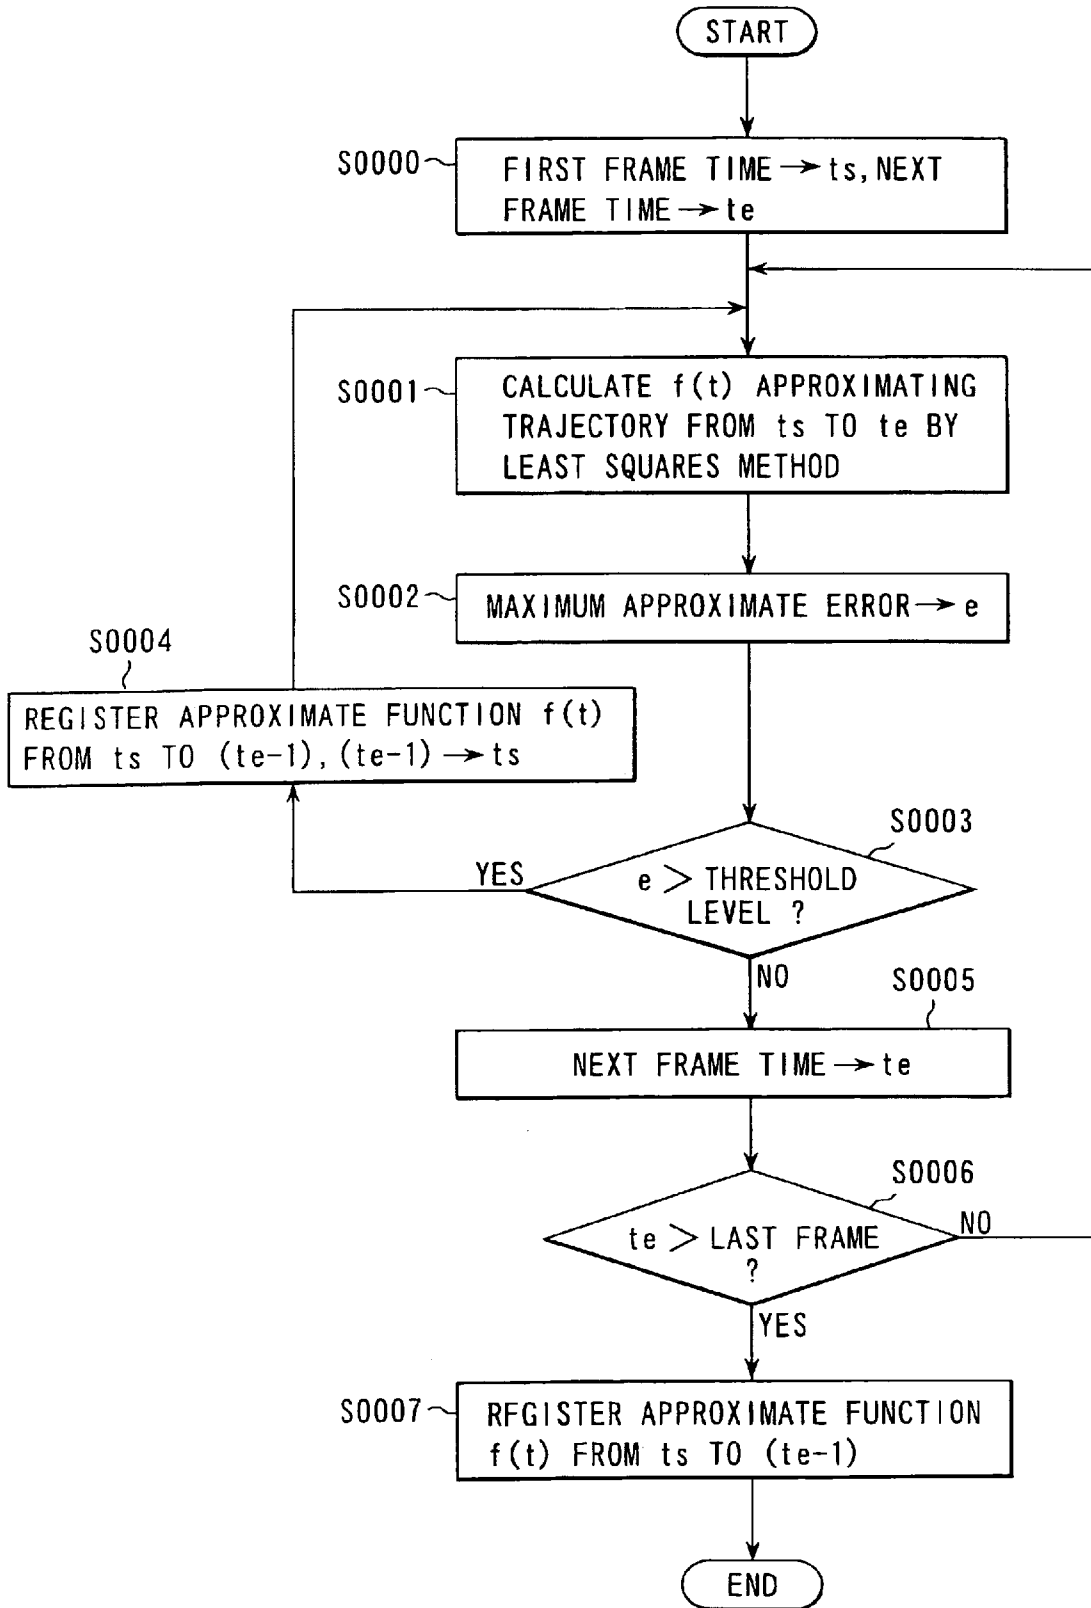 START
S0000
FIRST FRAME TIME → ts, NEXT
FRAME TIME → te
S0001
CALCULATE f(t) APPROXIMATING
TRAJECTORY FROM ts TO te BY
LEAST SQUARES METHOD
S0002
MAXIMUM APPROXIMATE ERROR → e
S0004
REGISTER APPROXIMATE FUNCTION f(t)
FROM ts TO (te-1), (te-1) → ts
S0003
YES
e > THRESHOLD
LEVEL ?
NO
S0005
NEXT FRAME TIME → te
S0006
te > LAST FRAME
?
NO
YES
S0007
RFGISTER APPROXIMATE FUNCTION
f(t) FROM ts TO (te-1)
END